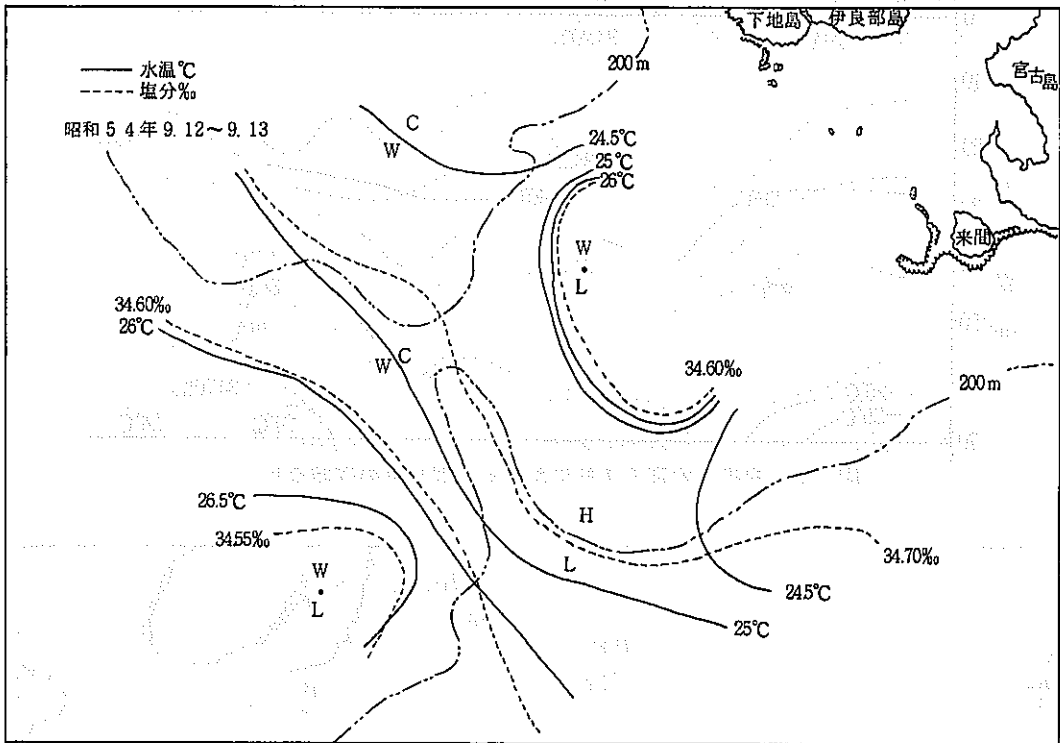 下地島
伊良部島
宮古島
200m
水温℃
塩分‰
昭和54年9.12～9.13
C
W
24.5℃
25℃
26℃
来間
W
L
34.60‰
26℃
C
W
34.60‰
200m
26.5℃
34.55‰
H
W
L
L
34.70‰
24.5℃
25℃